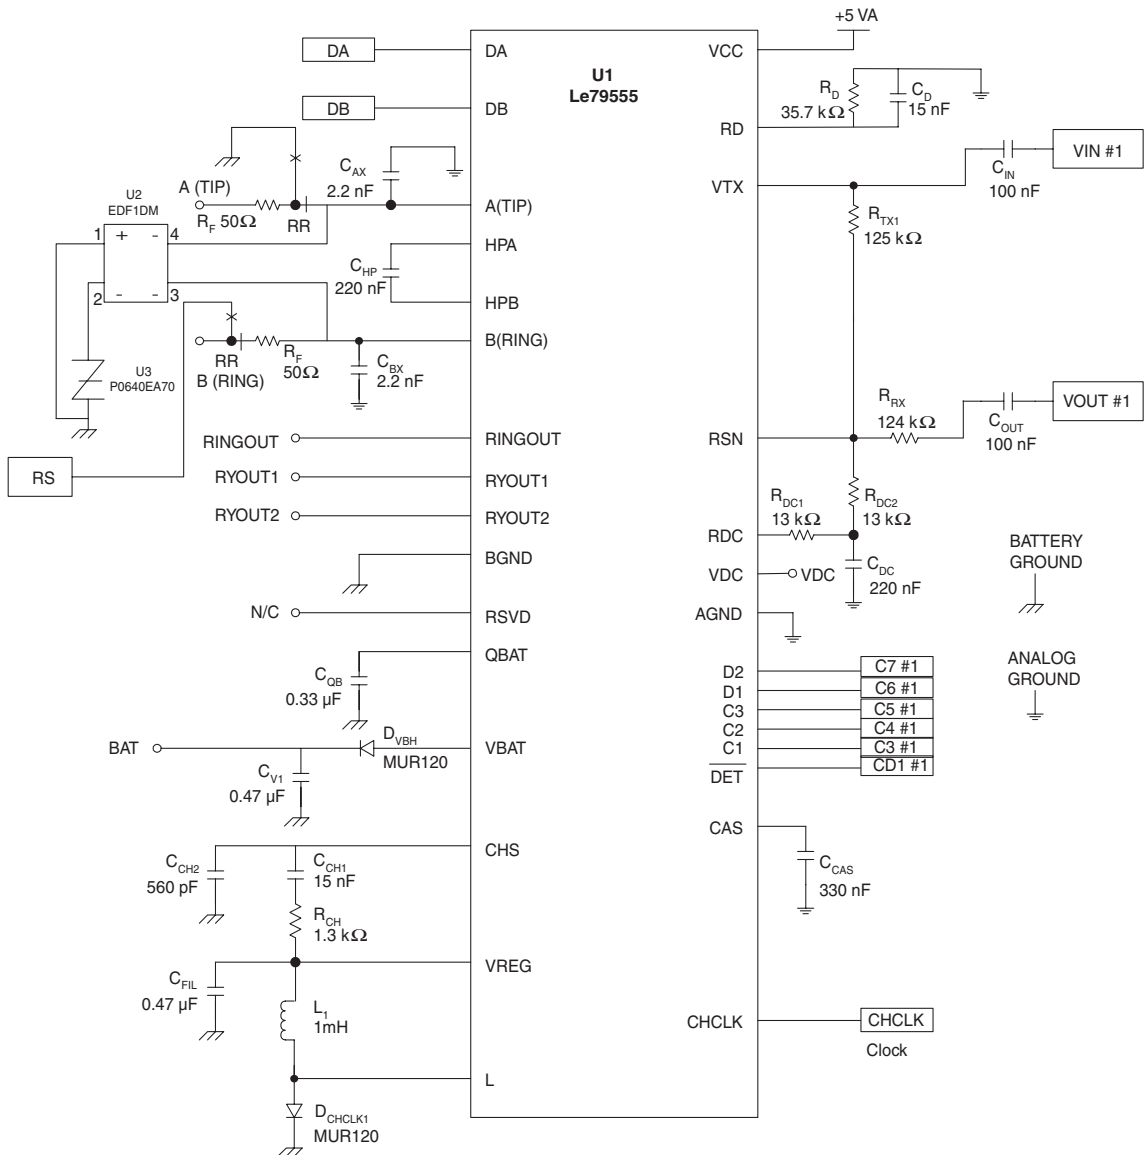 +5 VA
DA
DA
VCC
U1
Le79555
R_D
35.7 kΩ
C_D
15 nF
DB
DB
RD
VIN #1
C_AX
2.2 nF
C_IN
100 nF
VTX
U2
EDF1DM
A (TIP)
R_F 50Ω
RR
A(TIP)
R_TX1
125 kΩ
1 + - 4
2 - - 3
HPA
C_HP
220 nF
HPB
B(RING)
RR
B (RING)
R_F
50Ω
C_BX
2.2 nF
U3
P0640EA70
R_RX
124 kΩ
C_OUT
100 nF
VOUT #1
RINGOUT
RINGOUT
RSN
RS
RYOUT1
RYOUT1
R_DC1
13 kΩ
R_DC2
13 kΩ
RYOUT2
RYOUT2
RDC
BATTERY
GROUND
BGND
C_DC
220 nF
VDC
VDC
N/C
RSVD
AGND
QBAT
C_QB
0.33 µF
ANALOG
GROUND
D2
C7 #1
D1
C6 #1
C3
C5 #1
C2
C4 #1
C1
C3 #1
DET
CD1 #1
BAT
D_VBH
MUR120
VBAT
C_V1
0.47 µF
CAS
C_CAS
330 nF
CHS
C_CH2
560 pF
C_CH1
15 nF
R_CH
1.3 kΩ
VREG
C_FIL
0.47 µF
L_1
1mH
CHCLK
CHCLK
Clock
L
D_CHCLK1
MUR120